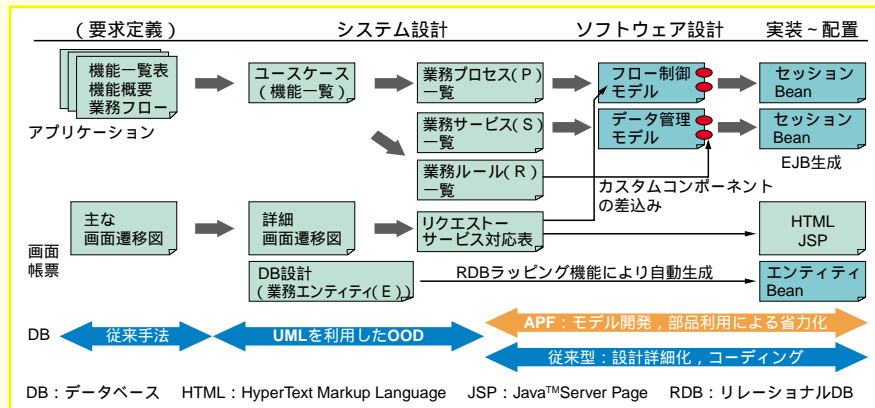 (要求定義) システム設計 ソフトウェア設計 実装~配置
機能一覧表
機能概要
業務フロー
アプリケーション
ユースケース
(機能一覧)
業務プロセス(P)
一覧
フロー制御
モデル
セッション
Bean
業務サービス(S)
一覧
データ管理
モデル
セッション
Bean
EJB生成
業務ルール(R)
一覧
カスタムコンポーネント
の差込み
主な
画面遷移図
詳細
画面遷移図
リクエストー
サービス対応表
HTML
JSP
画面
帳票
DB設計
(業務エンティティ(E))
RDBラッピング機能により自動生成
エンティティ
Bean
DB
従来手法
UMLを利用したOOD
APF:モデル開発,部品利用による省力化
従来型:設計詳細化,コーディング
DB:データベース HTML:HyperText Markup Language JSP:Java™Server Page RDB:リレーショナルDB